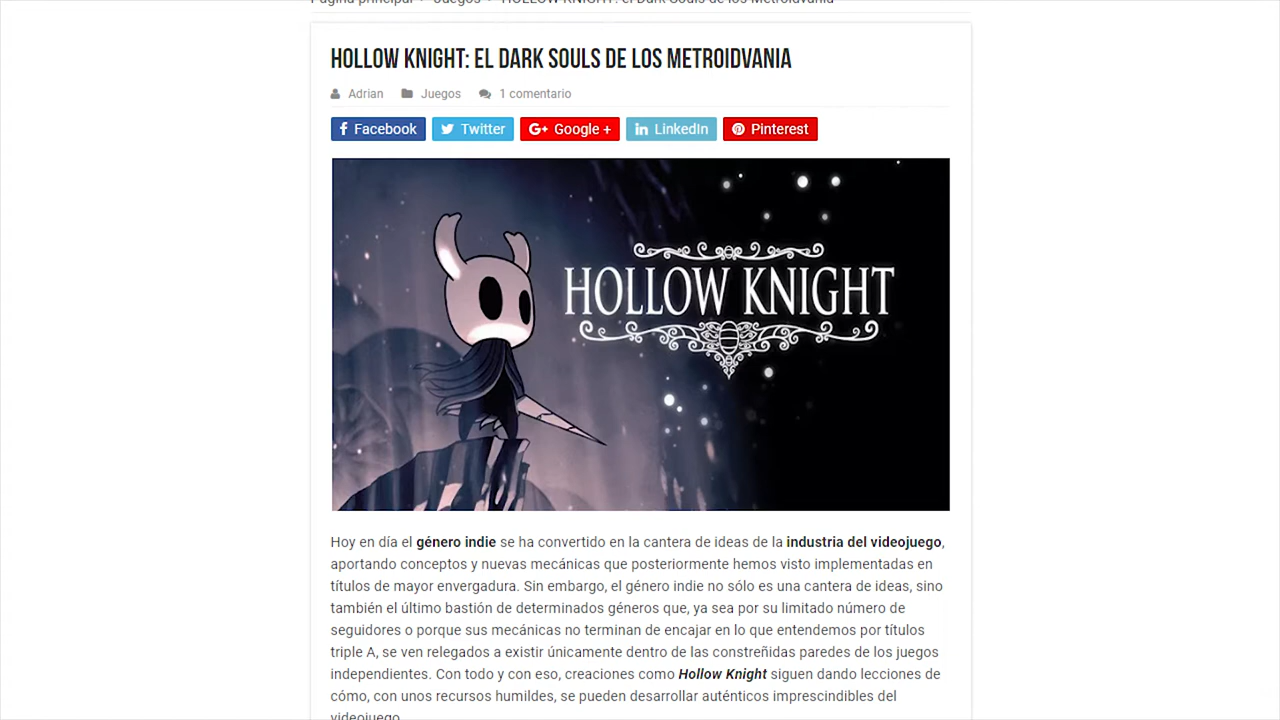 Página principal > Juegos > HOLLOW KNIGHT: el Dark Souls de los Metroidvania
HOLLOW KNIGHT: EL DARK SOULS DE LOS METROIDVANIA
Adrian Juegos 1 comentario
Facebook Twitter Google + LinkedIn Pinterest
HOLLOW KNIGHT
Hoy en día el género indie se ha convertido en la cantera de ideas de la industria del videojuego,
aportando conceptos y nuevas mecánicas que posteriormente hemos visto implementadas en
títulos de mayor envergadura. Sin embargo, el género indie no sólo es una cantera de ideas, sino
también el último bastión de determinados géneros que, ya sea por su limitado número de
seguidores o porque sus mecánicas no terminan de encajar en lo que entendemos por títulos
triple A, se ven relegados a existir únicamente dentro de las constreñidas paredes de los juegos
independientes. Con todo y con eso, creaciones como Hollow Knight siguen dando lecciones de
cómo, con unos recursos humildes, se pueden desarrollar auténticos imprescindibles del
videojuego.